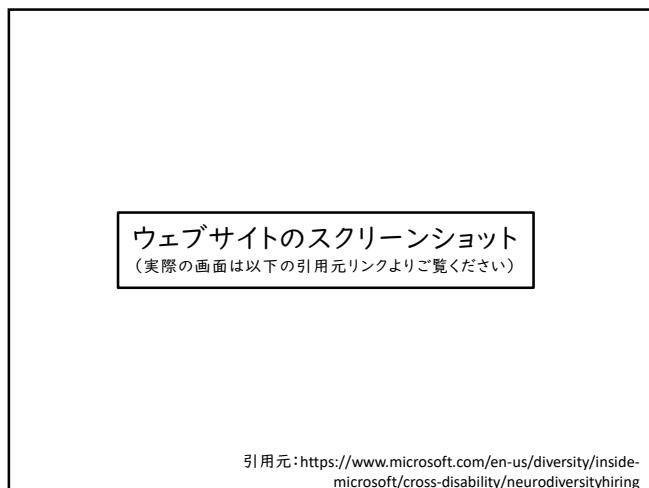 ウェブサイトのスクリーンショット
（実際の画面は以下の引用元リンクよりご覧ください）
引用元：https://www.microsoft.com/en-us/diversity/inside-
microsoft/cross-disability/neurodiversityhiring